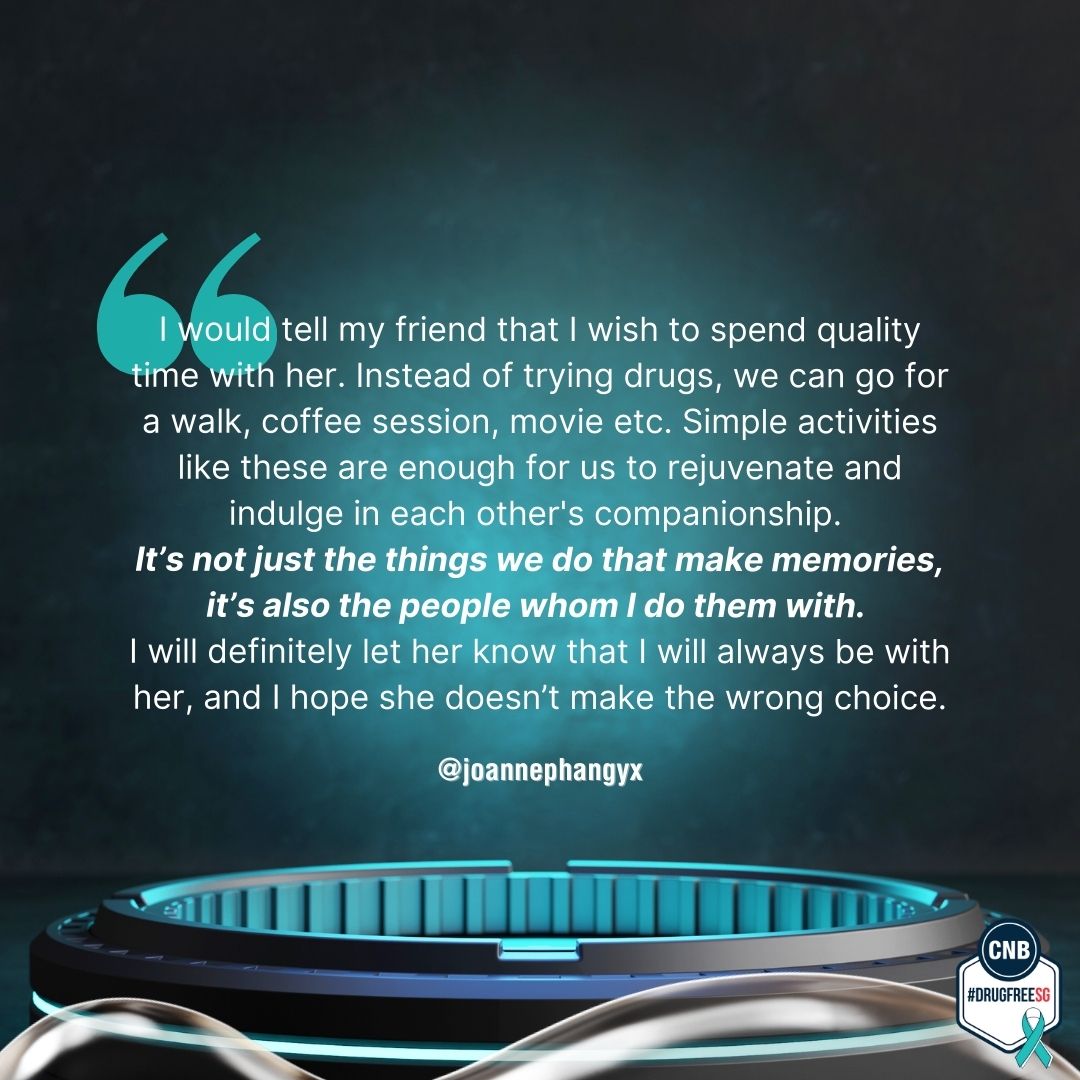 “
I would tell my friend that I wish to spend quality
time with her. Instead of trying drugs, we can go for
a walk, coffee session, movie etc. Simple activities
like these are enough for us to rejuvenate and
indulge in each other's companionship.
It’s not just the things we do that make memories,
it’s also the people whom I do them with.
I will definitely let her know that I will always be with
her, and I hope she doesn’t make the wrong choice.
@joannephangyx
CNB
#DRUGFREESG